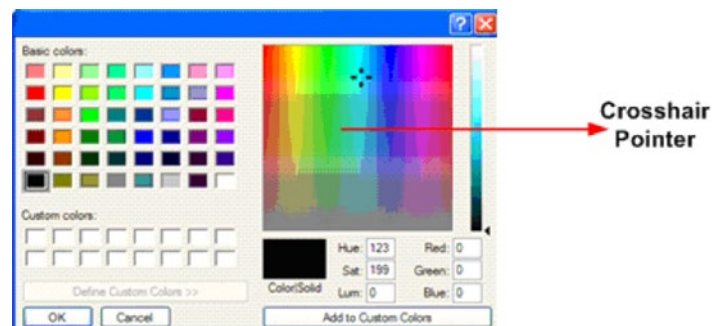 ?
Basic colors:
Crosshair
Pointer
Custom colors:
Define Custom Colors >>
OK Cancel
Color|Solid
Hue: 123 Red: 0
Sat: 199 Green: 0
Lum: 0 Blue: 0
Add to Custom Colors